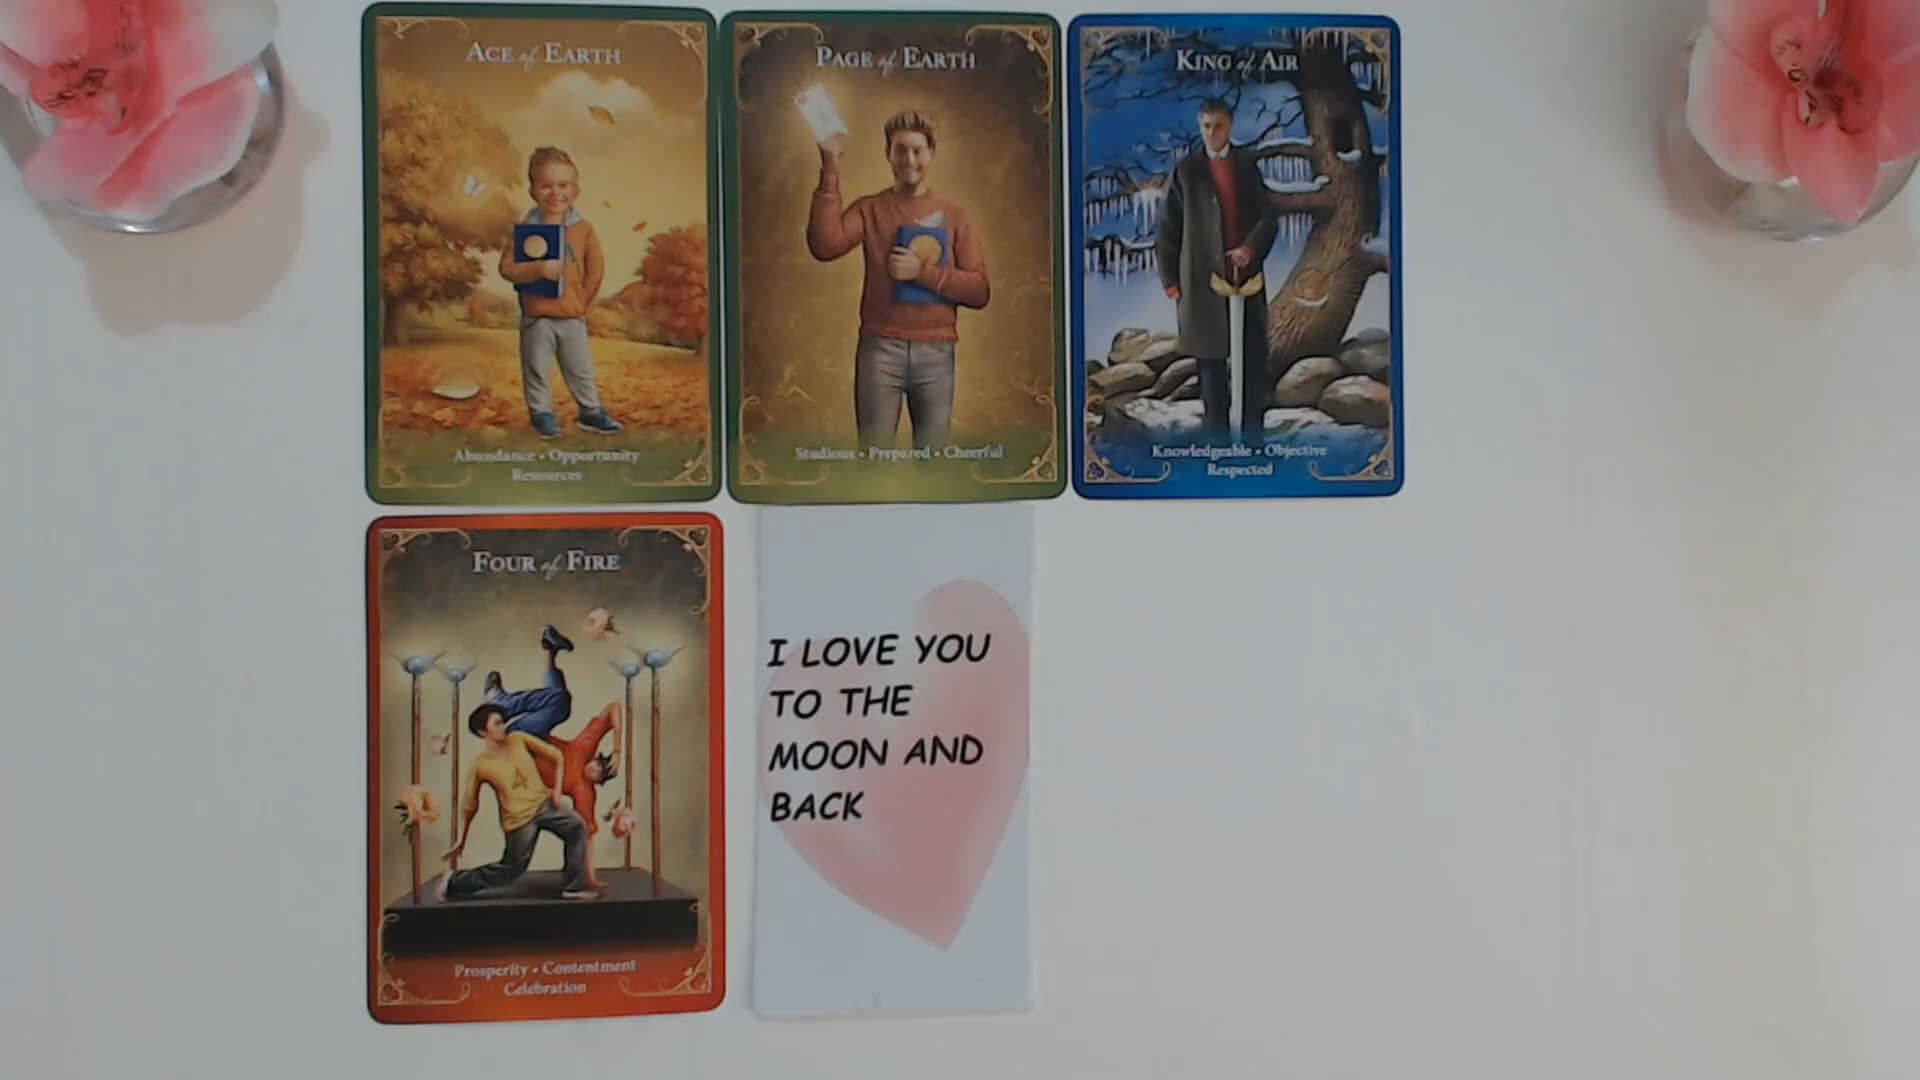 ACE of EARTH
Abundance • Opportunity
Resources
PAGE of EARTH
Studious • Prepared • Cheerful
KING of AIR
Knowledgeable • Objective
Respected
FOUR of FIRE
Prosperity • Contentment
Celebration
I LOVE YOU
TO THE
MOON AND
BACK